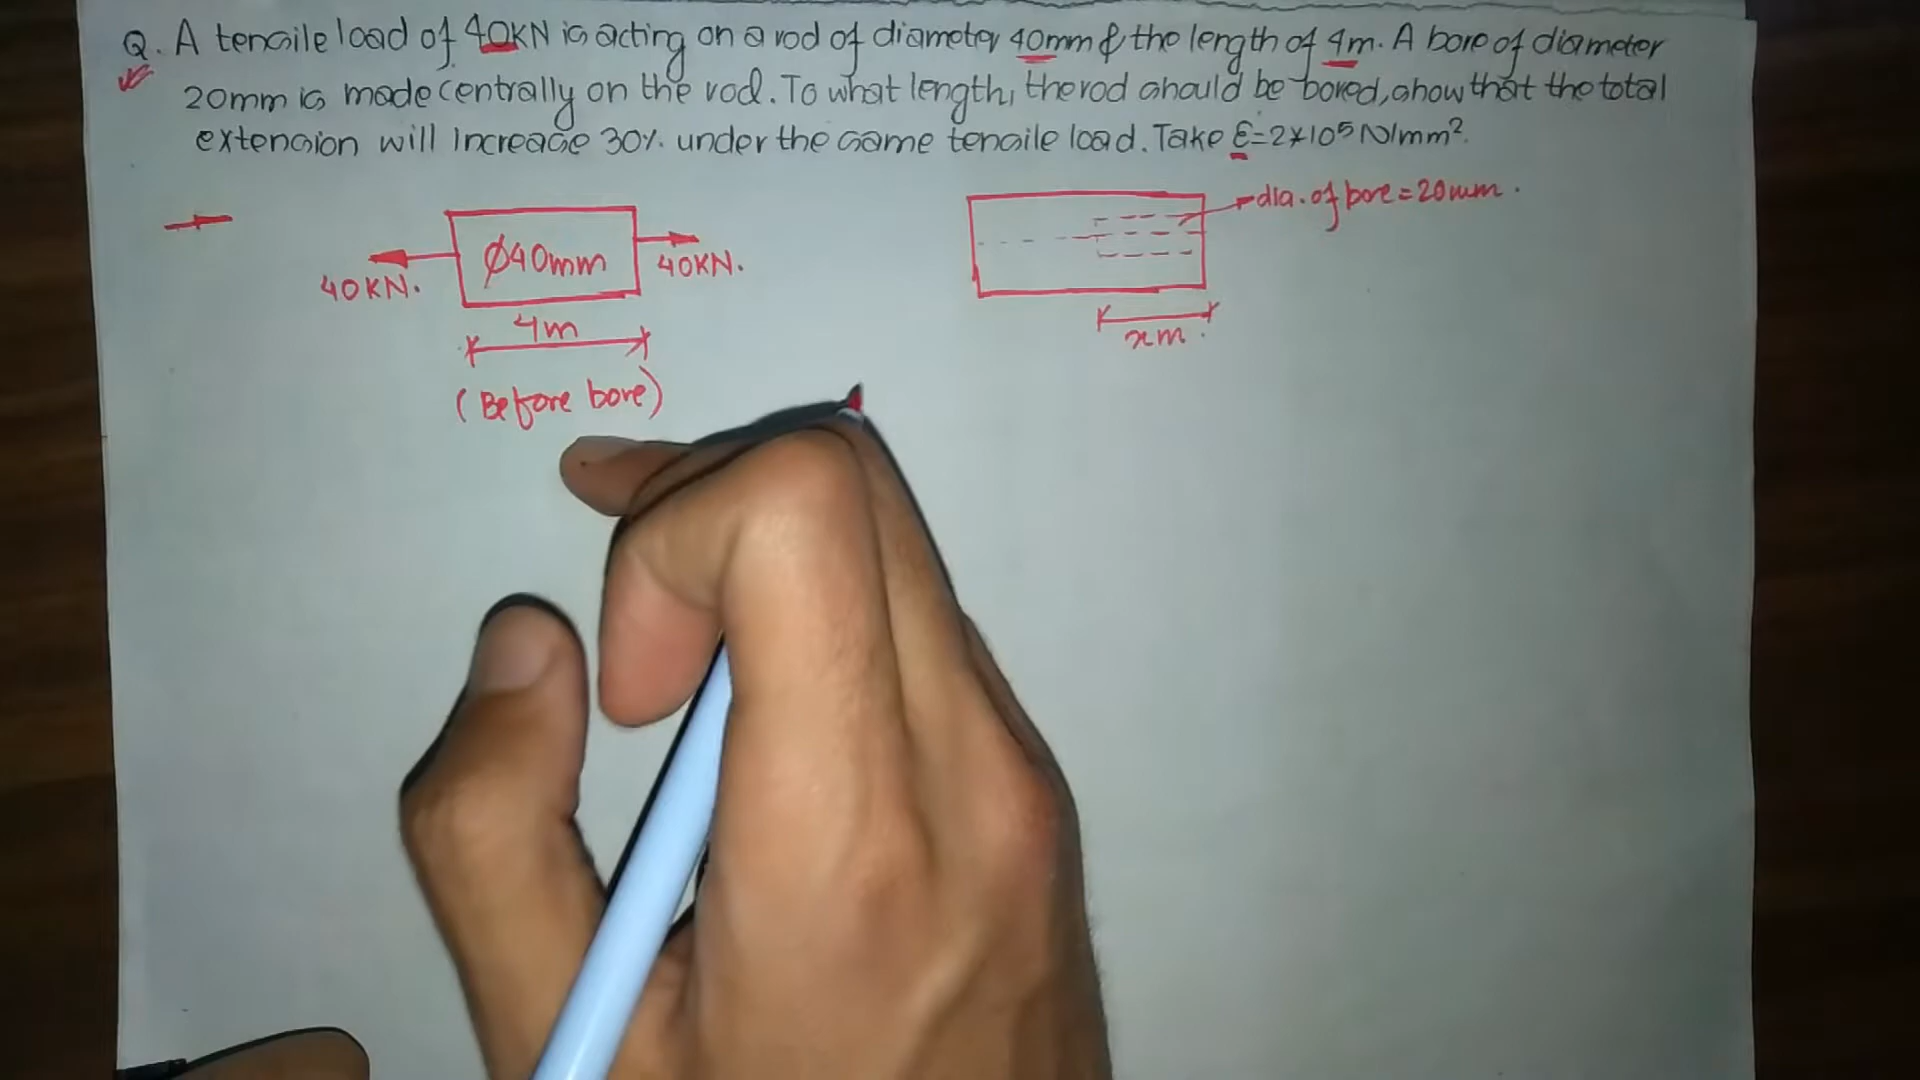 Q. A tensile load of 40KN is acting on a rod of diameter 40mm & the length of 4m. A bore of diameter
20mm is made centrally on the rod. To what length, the rod should be bored, show that the total
extension will increase 30%. under the same tensile load. Take E=2*10⁵ N/mm².
dia. of bore = 20mm.
Ø40mm
40KN.
40KN.
4m
xm.
(Before bore)